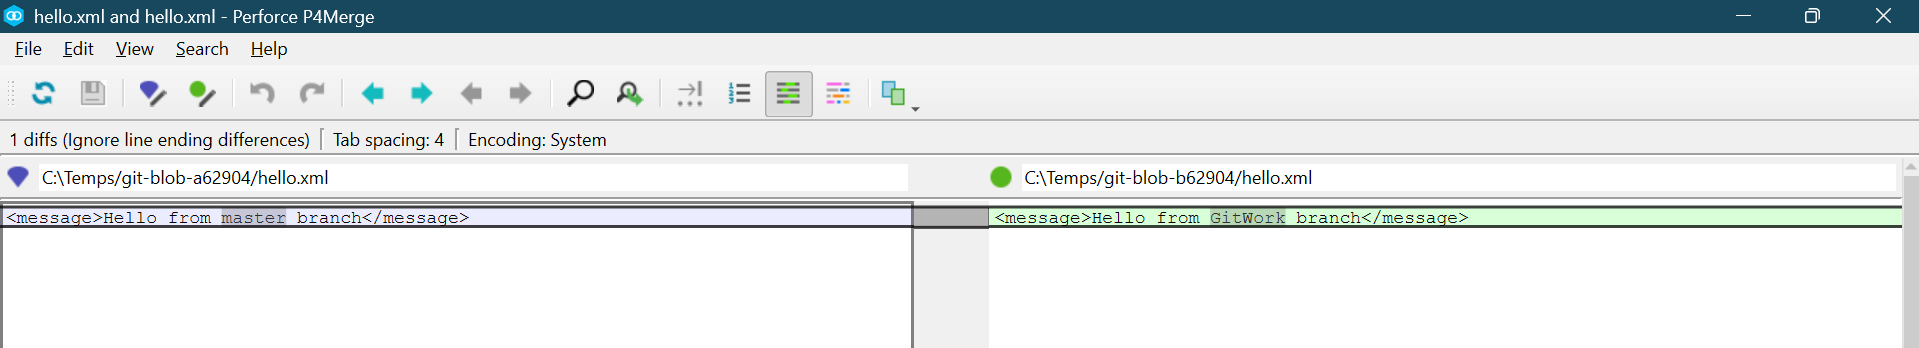 hello.xml and hello.xml - Perforce P4Merge
File Edit View Search Help
1 diffs (Ignore line ending differences) Tab spacing: 4 Encoding: System
C:\Temps/git-blob-a62904/hello.xml C:\Temps/git-blob-b62904/hello.xml
<message>Hello from master branch</message> <message>Hello from GitWork branch</message>